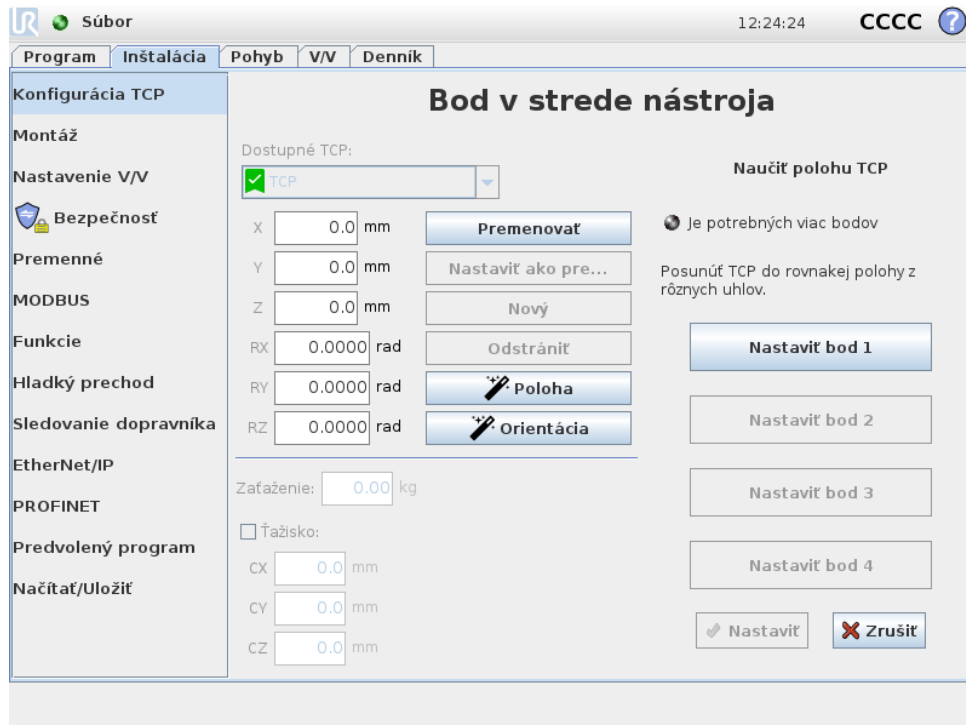 UR
Súbor
12:24:24
CCCC
?
Program
Inštalácia
Pohyb
V/V
Denník
Konfigurácia TCP
Montáž
Nastavenie V/V
Bezpečnosť
Premenné
MODBUS
Funkcie
Hladký prechod
Sledovanie dopravníka
EtherNet/IP
PROFINET
Predvolený program
Načítať/Uložiť
Bod v strede nástroja
Dostupné TCP:
TCP
X 0.0 mm
Premenovať
Y 0.0 mm
Nastaviť ako pre...
Z 0.0 mm
Nový
RX 0.0000 rad
Odstrániť
RY 0.0000 rad
Poloha
RZ 0.0000 rad
Orientácia
Zaťaženie: 0.00 kg
Ťažisko:
CX 0.0 mm
CY 0.0 mm
CZ 0.0 mm
Naučiť polohu TCP
Je potrebných viac bodov
Posunúť TCP do rovnakej polohy z
rôznych uhlov.
Nastaviť bod 1
Nastaviť bod 2
Nastaviť bod 3
Nastaviť bod 4
Nastaviť
Zrušiť